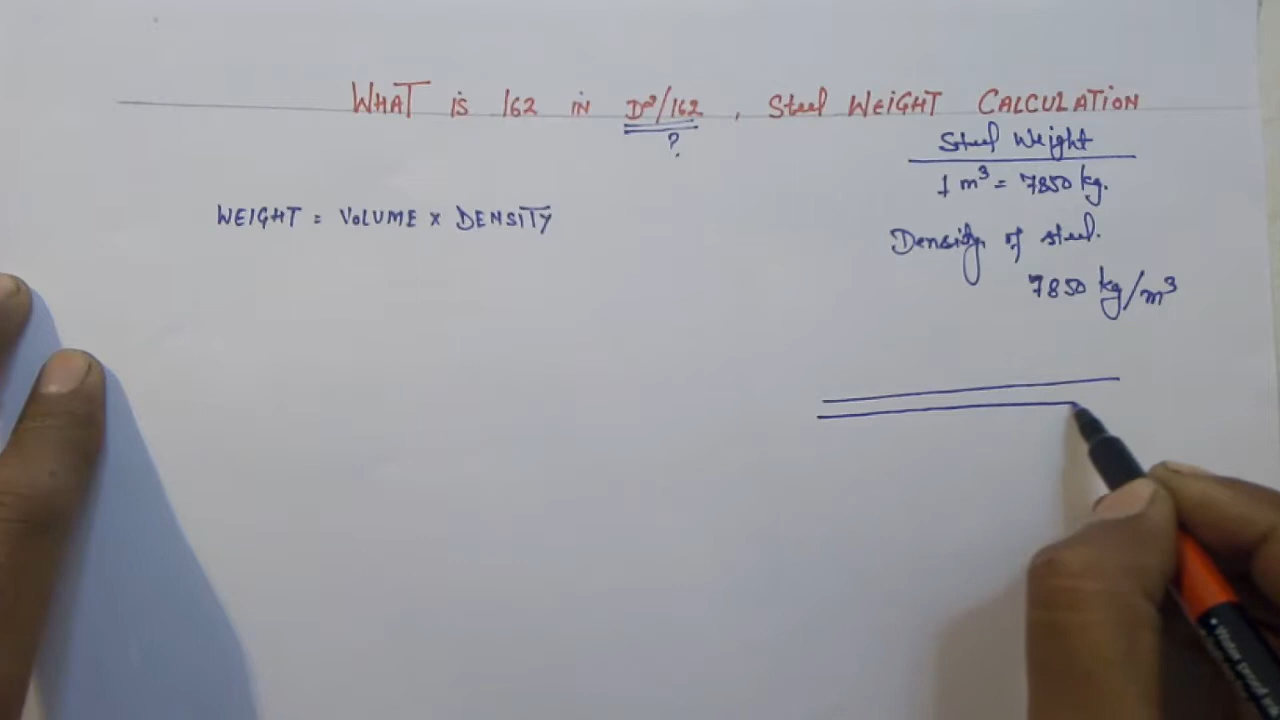 WHAT is 162 in D²/162, Steel WEIGHT CALCULATION
?
Steel Weight
1 m³ = 7850 kg.
WEIGHT = VOLUME x DENSITY
Density of steel.
7850 kg/m³